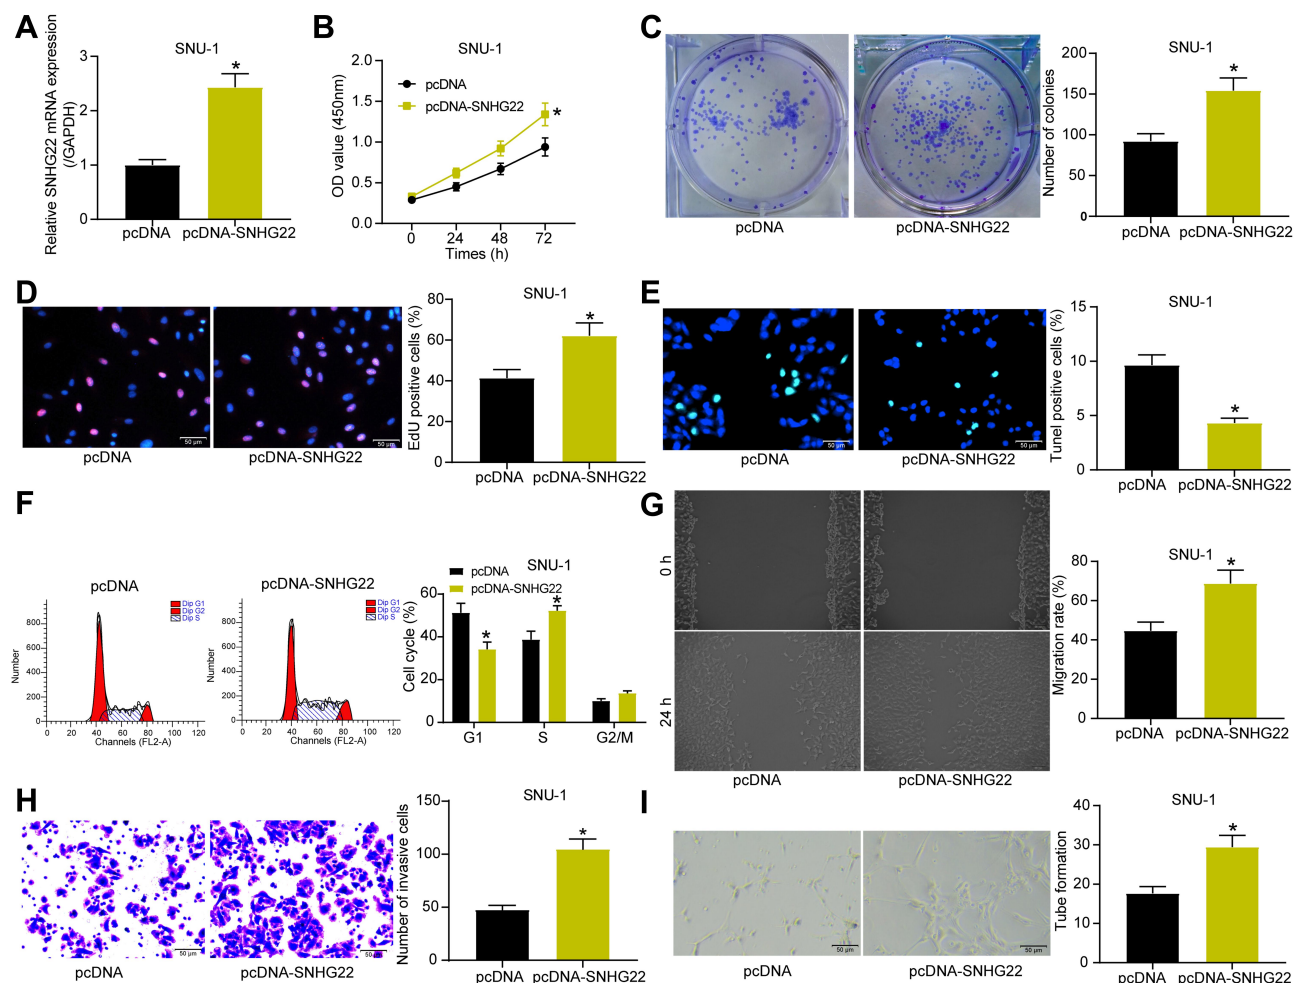 A
SNU-1
Relative SNHG22 mRNA expression
(/GAPDH)
3
2
1
0
*
pcDNA
pcDNA-SNHG22
B
SNU-1
OD value (450nm)
2.0
1.5
1.0
0.5
0.0
pcDNA
pcDNA-SNHG22
*
0 24 48 72
Times (h)
C
pcDNA
pcDNA-SNHG22
SNU-1
Number of colonies
200
150
100
50
0
*
pcDNA pcDNA-SNHG22
D
50 µm
50 µm
pcDNA
pcDNA-SNHG22
SNU-1
EdU positive cells (%)
80
60
40
20
0
*
pcDNA pcDNA-SNHG22
E
50 µm
50 µm
pcDNA
pcDNA-SNHG22
SNU-1
Tunel positive cells (%)
15
10
5
0
*
pcDNA pcDNA-SNHG22
F
pcDNA
Dip G1
Dip G2
Dip S
Number
800
600
400
200
0
0 20 40 60 80 100 120
Channels (FL2-A)
pcDNA-SNHG22
Dip G1
Dip G2
Dip S
Number
800
600
400
200
0
0 20 40 60 80 100 120
Channels (FL2-A)
SNU-1
pcDNA
pcDNA-SNHG22
Cell cycle (%)
60
40
20
0
*
*
G1 S G2/M
G
0 h
24 h
pcDNA
pcDNA-SNHG22
SNU-1
Migration rate (%)
80
60
40
20
0
*
pcDNA pcDNA-SNHG22
H
50 µm
50 µm
pcDNA
pcDNA-SNHG22
SNU-1
Number of invasive cells
150
100
50
0
*
pcDNA pcDNA-SNHG22
I
50 µm
50 µm
pcDNA
pcDNA-SNHG22
SNU-1
Tube formation
40
30
20
10
0
*
pcDNA pcDNA-SNHG22